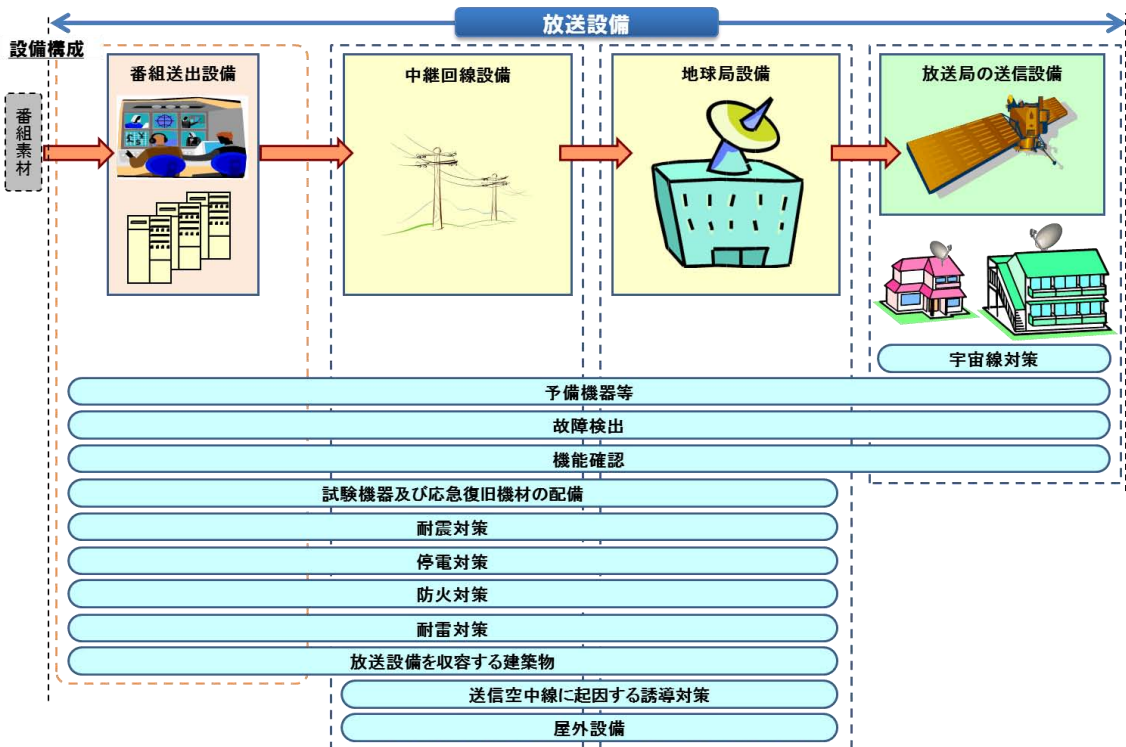 放送設備
設備構成
番組素材
番組送出設備
中継回線設備
地球局設備
放送局の送信設備
宇宙線対策
予備機器等
故障検出
機能確認
試験機器及び応急復旧機材の配備
耐震対策
停電対策
防火対策
耐雷対策
放送設備を収容する建築物
送信空中線に起因する誘導対策
屋外設備